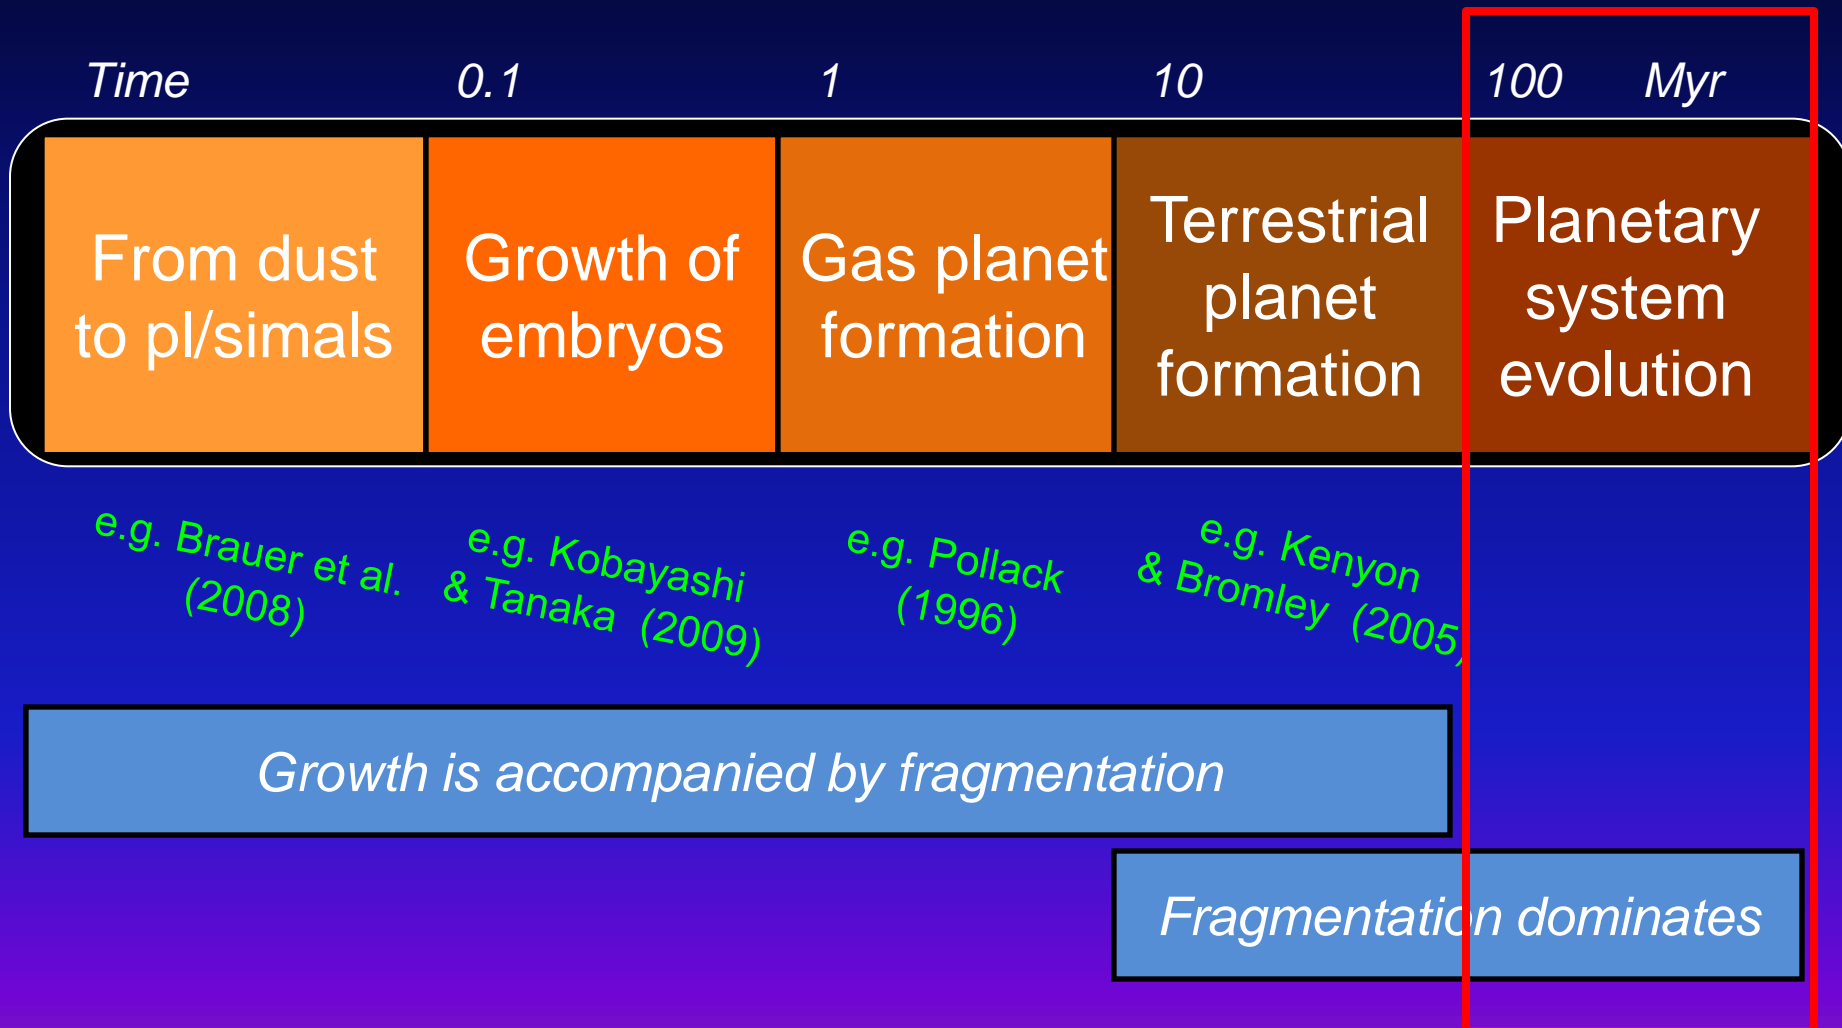 Time 0.1 1 10 100 Myr
From dust
to pl/simals
Growth of
embryos
Gas planet
formation
Terrestrial
planet
formation
Planetary
system
evolution
e.g. Brauer et al.
(2008)
e.g. Kobayashi
& Tanaka (2009)
e.g. Pollack
(1996)
e.g. Kenyon
& Bromley (2005)
Growth is accompanied by fragmentation
Fragmentation dominates